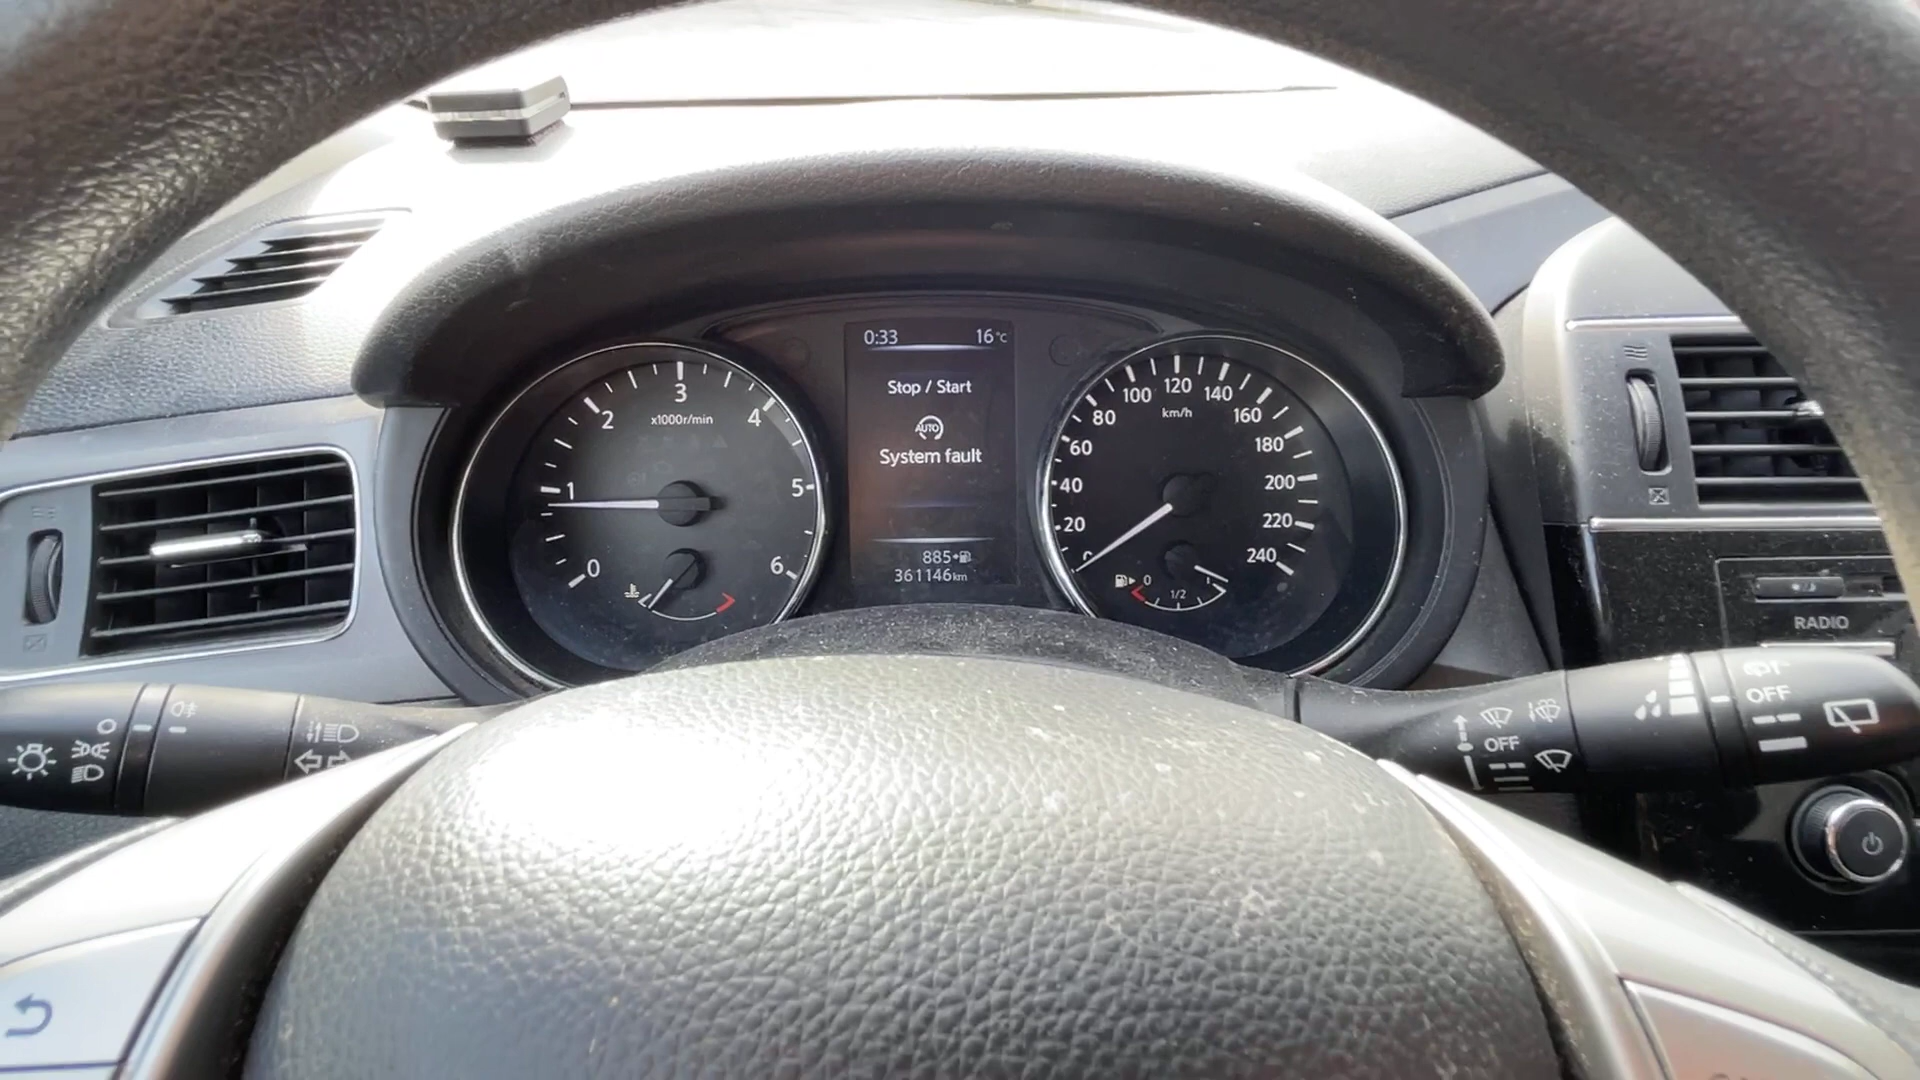 0:33 16°C
Stop / Start
AUTO
System fault
885
361146km
0
1
2
3
4
5
6
x1000r/min
0
20
40
60
80
100
120
140
160
180
200
220
240
km/h
0
1/2
1
RADIO
OFF
OFF